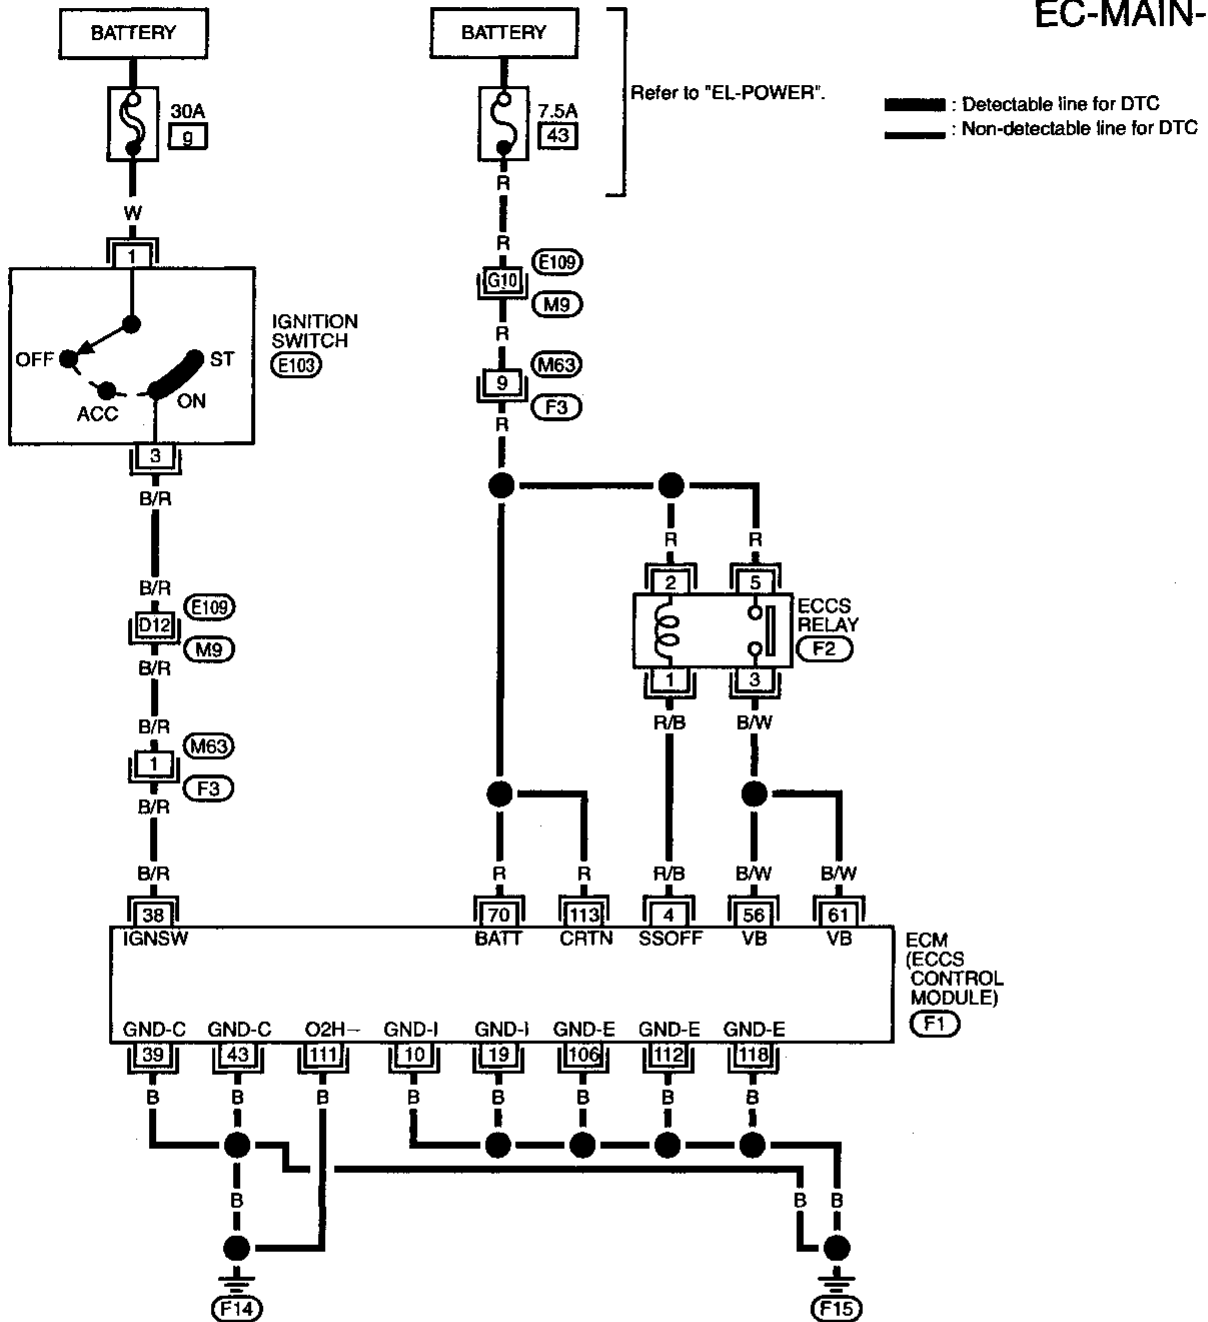 EC-MAIN-
BATTERY
BATTERY
30A
g
7.5A
43
Refer to "EL-POWER".
: Detectable line for DTC
: Non-detectable line for DTC
W
R
1
R
G10
E109
M9
OFF
ACC
ON
ST
IGNITION
SWITCH
E103
R
9
M63
F3
3
R
B/R
R
R
B/R
D12
E109
M9
B/R
2
5
ECCS
RELAY
F2
1
3
B/R
R/B
B/W
1
M63
F3
B/R
B/R
R
R
R/B
B/W
B/W
38
70
113
4
56
61
IGNSW
BATT
CRTN
SSOFF
VB
VB
ECM
(ECCS
CONTROL
MODULE)
F1
GND-C
GND-C
O2H-
GND-I
GND-I
GND-E
GND-E
GND-E
39
43
111
10
19
106
112
118
B
B
B
B
B
B
B
B
B
B
B
F14
F15